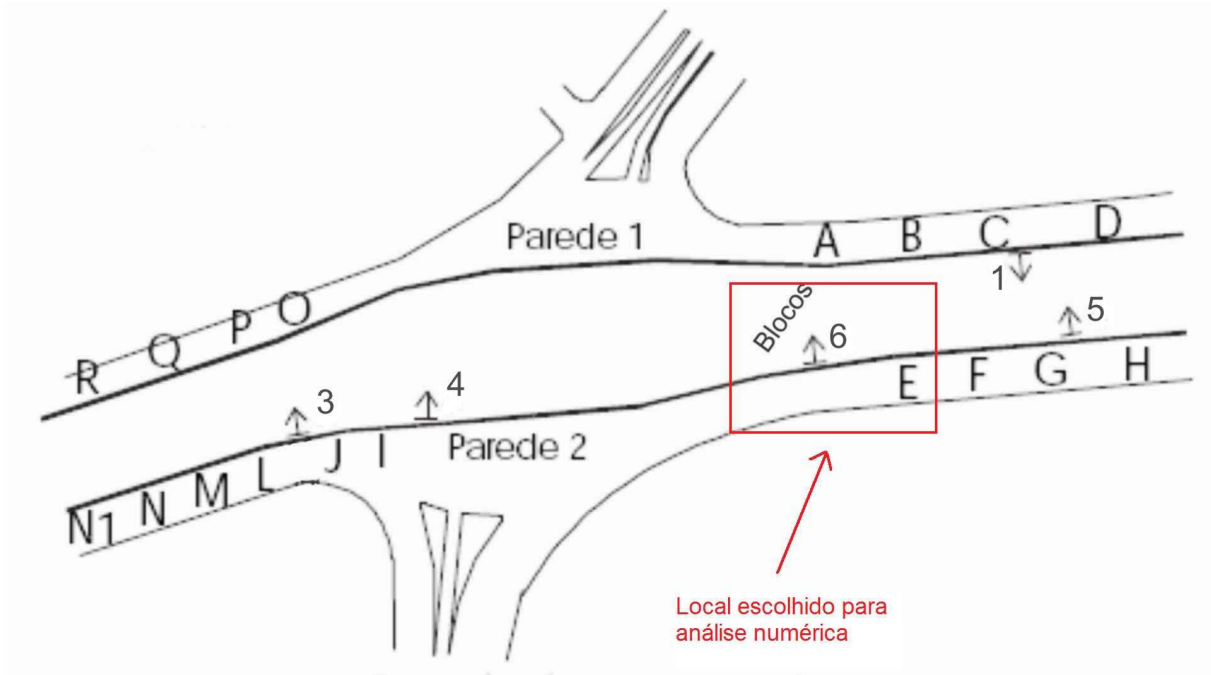 Parede 1
A B C D
1
R Q P O
Blocos
5
6
3
4
E F G H
N1 N M L J I
Parede 2
Local escolhido para
análise numérica